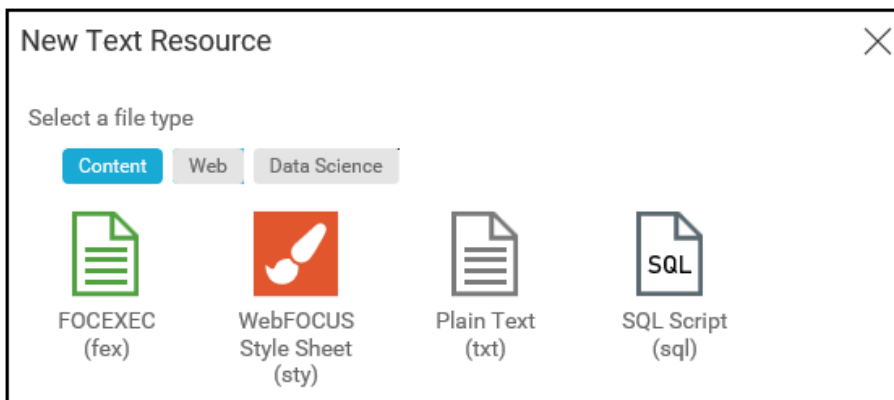 New Text Resource
Select a file type
Content Web Data Science
SQL
FOCEXEC WebFOCUS Plain Text SQL Script
(fex) Style Sheet (txt) (sql)
(sty)